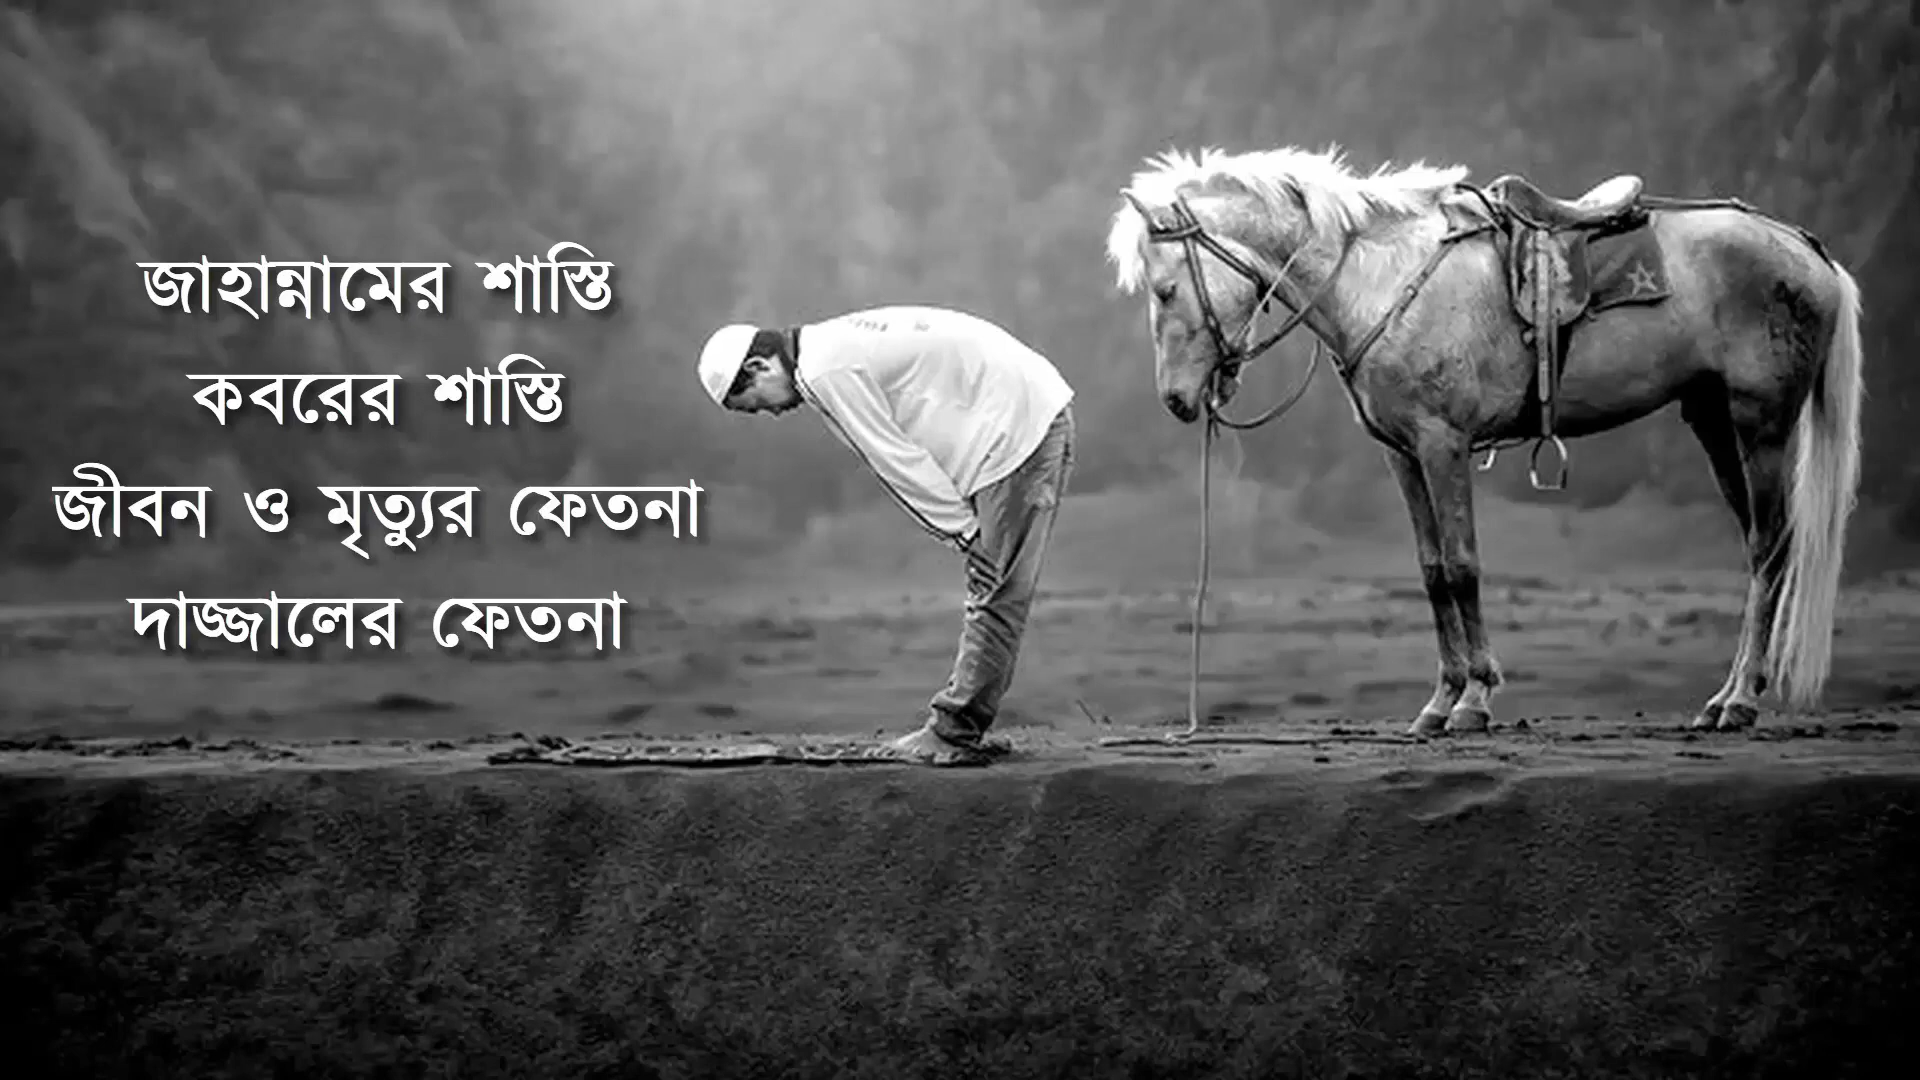 জাহান্নামের শাস্তি
কবরের শাস্তি
জীবন ও মৃত্যুর ফেতনা
দাজ্জালের ফেতনা